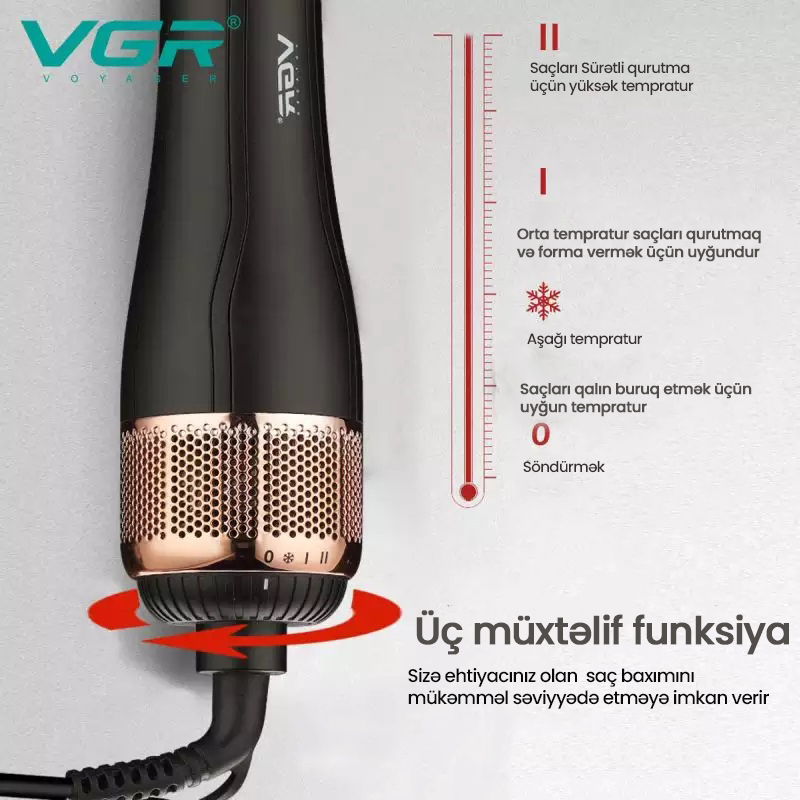 VGR®
VOYAGER
VGR®
VOYAGER
II
Saçları Sürətli qurutma
üçün yüksək tempratur
I
Orta tempratur saçları qurutmaq
və forma vermək üçün uyğundur
Aşağı tempratur
Saçları qalın buruq etmək üçün
uyğun tempratur
0
Söndürmək
0 ❄ I II
Üç müxtəlif funksiya
Sizə ehtiyacınız olan saç baxımını
mükəmməl səviyyədə etməyə imkan verir